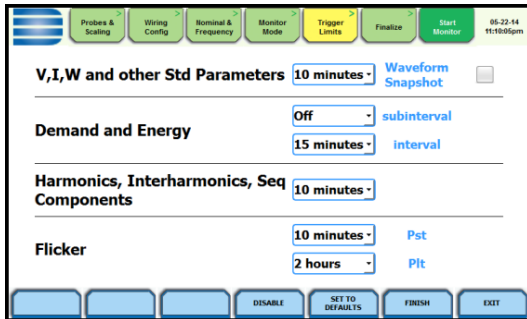 Probes &
Scaling
>
Wiring
Config
>
Nominal &
Frequency
>
Monitor
Mode
>
Trigger
Limits
>
Finalize
>
Start
Monitor
>
05-22-14
11:10:05pm
V,I,W and other Std Parameters 10 minutes Waveform
Snapshot
Demand and Energy
Off subinterval
15 minutes interval
Harmonics, Interharmonics, Seq
Components
10 minutes
Flicker
10 minutes Pst
2 hours Plt
DISABLE
SET TO
DEFAULTS
FINISH
EXIT